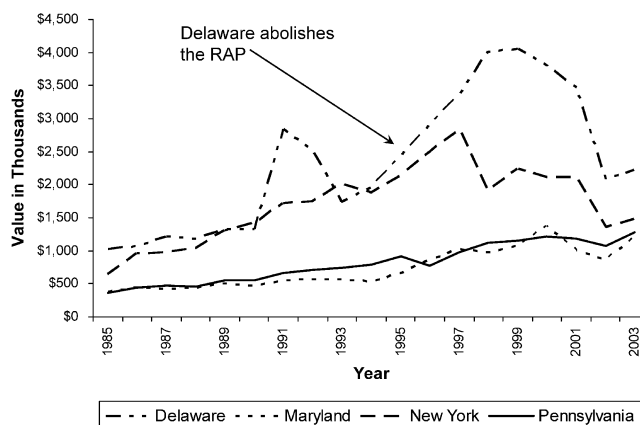 $4,500
$4,000
$3,500
$3,000
$2,500
$2,000
$1,500
$1,000
$500
$0
Value in Thousands
Delaware abolishes
the RAP
1985
1987
1989
1991
1993
1995
1997
1999
2001
2003
Year
Delaware
Maryland
New York
Pennsylvania